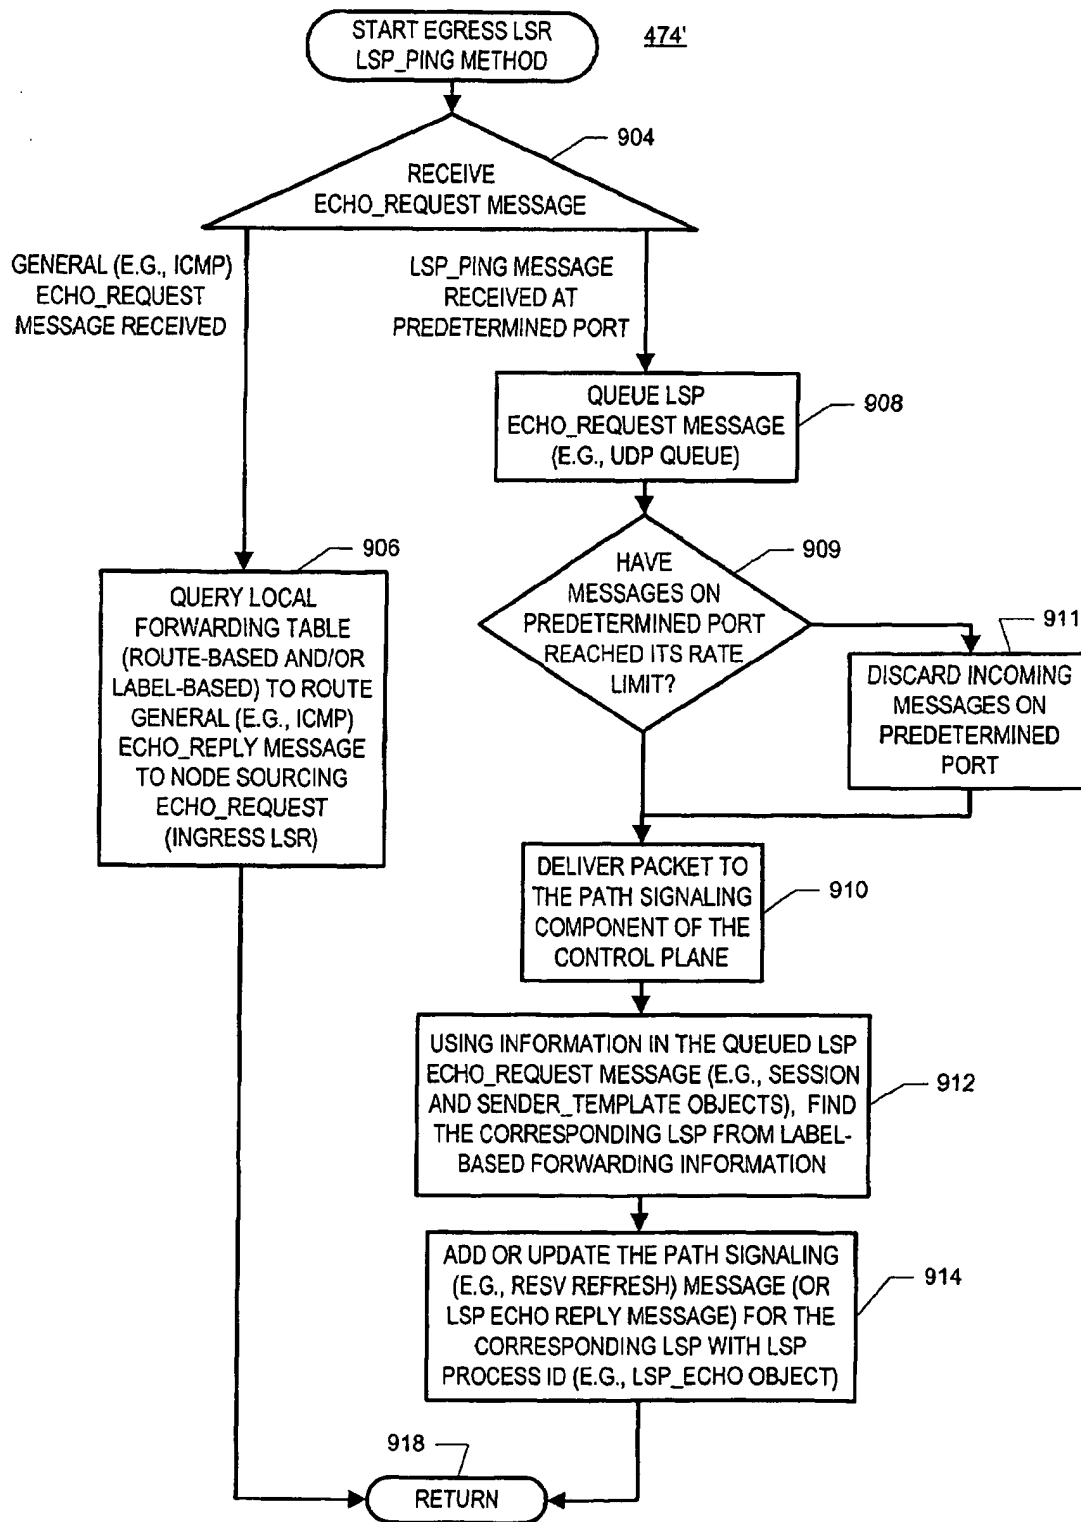 START EGRESS LSR
LSP_PING METHOD
474'
904
RECEIVE
ECHO_REQUEST MESSAGE
GENERAL (E.G., ICMP)
ECHO_REQUEST
MESSAGE RECEIVED
LSP_PING MESSAGE
RECEIVED AT
PREDETERMINED PORT
QUEUE LSP
ECHO_REQUEST MESSAGE
(E.G., UDP QUEUE)
908
906
QUERY LOCAL
FORWARDING TABLE
(ROUTE-BASED AND/OR
LABEL-BASED) TO ROUTE
GENERAL (E.G., ICMP)
ECHO_REPLY MESSAGE
TO NODE SOURCING
ECHO_REQUEST
(INGRESS LSR)
909
HAVE
MESSAGES ON
PREDETERMINED PORT
REACHED ITS RATE
LIMIT?
911
DISCARD INCOMING
MESSAGES ON
PREDETERMINED
PORT
DELIVER PACKET TO
THE PATH SIGNALING
COMPONENT OF THE
CONTROL PLANE
910
USING INFORMATION IN THE QUEUED LSP
ECHO_REQUEST MESSAGE (E.G., SESSION
AND SENDER_TEMPLATE OBJECTS), FIND
THE CORRESPONDING LSP FROM LABEL-
BASED FORWARDING INFORMATION
912
ADD OR UPDATE THE PATH SIGNALING
(E.G., RESV REFRESH) MESSAGE (OR
LSP ECHO REPLY MESSAGE) FOR THE
CORRESPONDING LSP WITH LSP
PROCESS ID (E.G., LSP_ECHO OBJECT)
914
918
RETURN